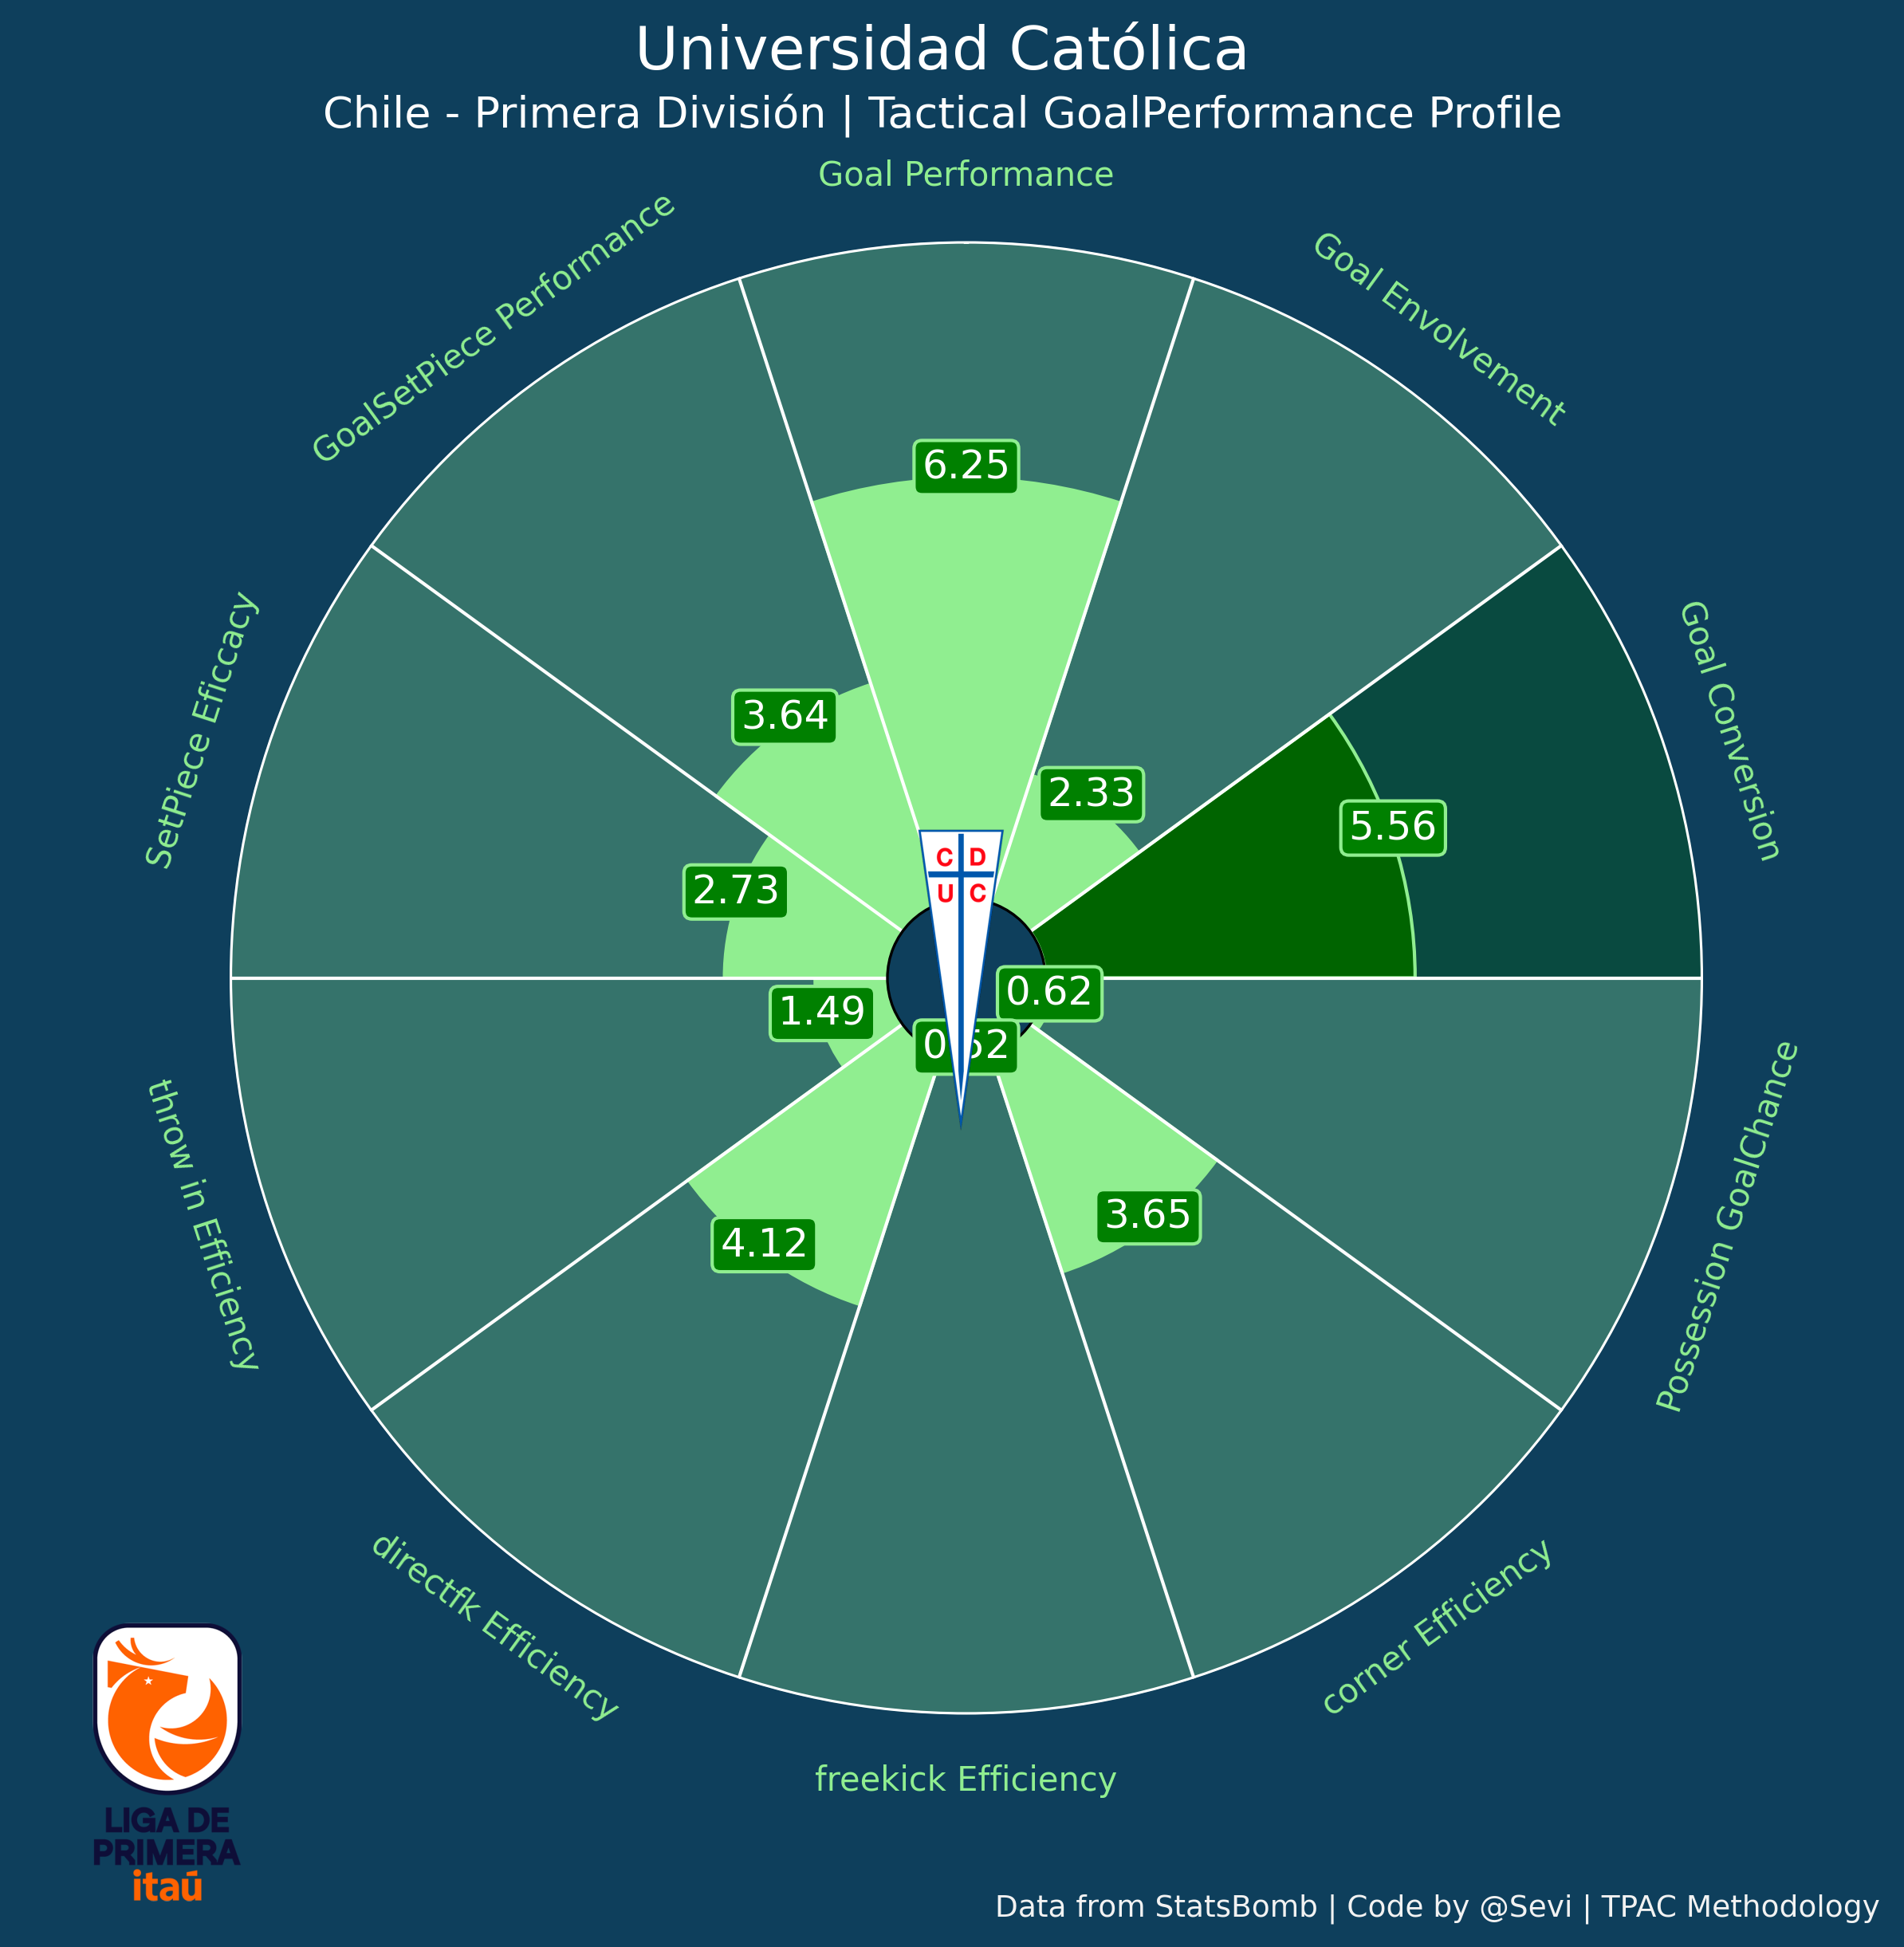 Universidad Católica
Chile - Primera División | Tactical GoalPerformance Profile
Goal Performance
GoalSetPiece Performance
Goal Envolvement
SetPiece Eficcacy
Goal Conversion
6.25
3.64
2.33
5.56
2.73
C D
U C
0.62
1.49
3.65
4.12
throw in Efficiency
Possession GoalChance
directfk Efficiency
corner Efficiency
freekick Efficiency
LIGA DE
PRIMERA
itaú
Data from StatsBomb | Code by @Sevi | TPAC Methodology